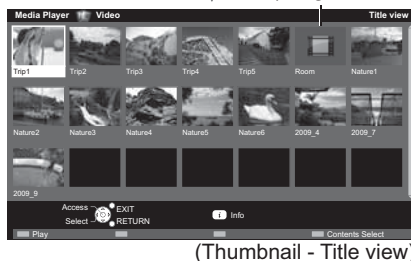 Media Player Video Title view
Trip1 Trip2 Trip3 Trip4 Trip5 Room Nature1
Nature2 Nature3 Nature4 Nature5 Nature6 2009_4 2009_7
2009_9
Access EXIT
Select RETURN
i Info
Play Contents Select
(Thumbnail - Title view)